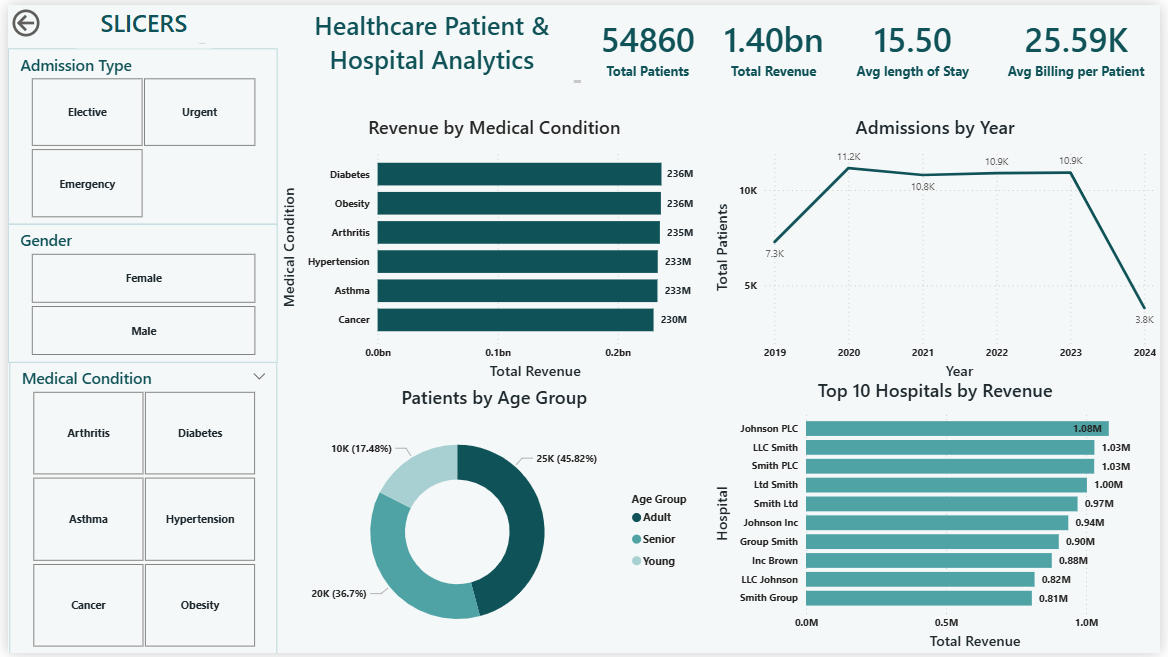 SLICERS
Admission Type
Elective
Urgent
Emergency
Gender
Female
Male
Medical Condition
Arthritis
Diabetes
Asthma
Hypertension
Cancer
Obesity
Healthcare Patient &
Hospital Analytics
54860
Total Patients
1.40bn
Total Revenue
15.50
Avg length of Stay
25.59K
Avg Billing per Patient
Revenue by Medical Condition
Medical Condition
Diabetes 236M
Obesity 236M
Arthritis 235M
Hypertension 233M
Asthma 233M
Cancer 230M
0.0bn 0.1bn 0.2bn
Total Revenue
Admissions by Year
Total Patients
10K
5K
7.3K
11.2K
10.8K
10.9K
10.9K
3.8K
2019 2020 2021 2022 2023 2024
Year
Patients by Age Group
10K (17.48%)
25K (45.82%)
20K (36.7%)
Age Group
Adult
Senior
Young
Top 10 Hospitals by Revenue
Hospital
Johnson PLC 1.08M
LLC Smith 1.03M
Smith PLC 1.03M
Ltd Smith 1.00M
Smith Ltd 0.97M
Johnson Inc 0.94M
Group Smith 0.90M
Inc Brown 0.88M
LLC Johnson 0.82M
Smith Group 0.81M
0.0M 0.5M 1.0M
Total Revenue